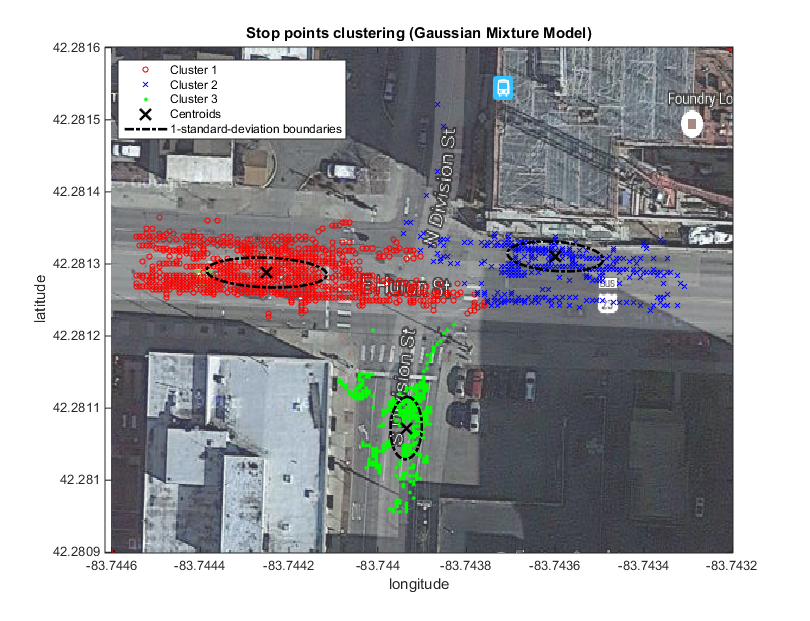 Stop points clustering (Gaussian Mixture Model)
42.2816
42.2815
42.2814
42.2813
42.2812
42.2811
42.281
42.2809
latitude
Cluster 1
Cluster 2
Cluster 3
Centroids
1-standard-deviation boundaries
Foundry Lo
N Division St
E Huron St
S Division St
23
-83.7446
-83.7444
-83.7442
-83.744
-83.7438
-83.7436
-83.7434
-83.7432
longitude